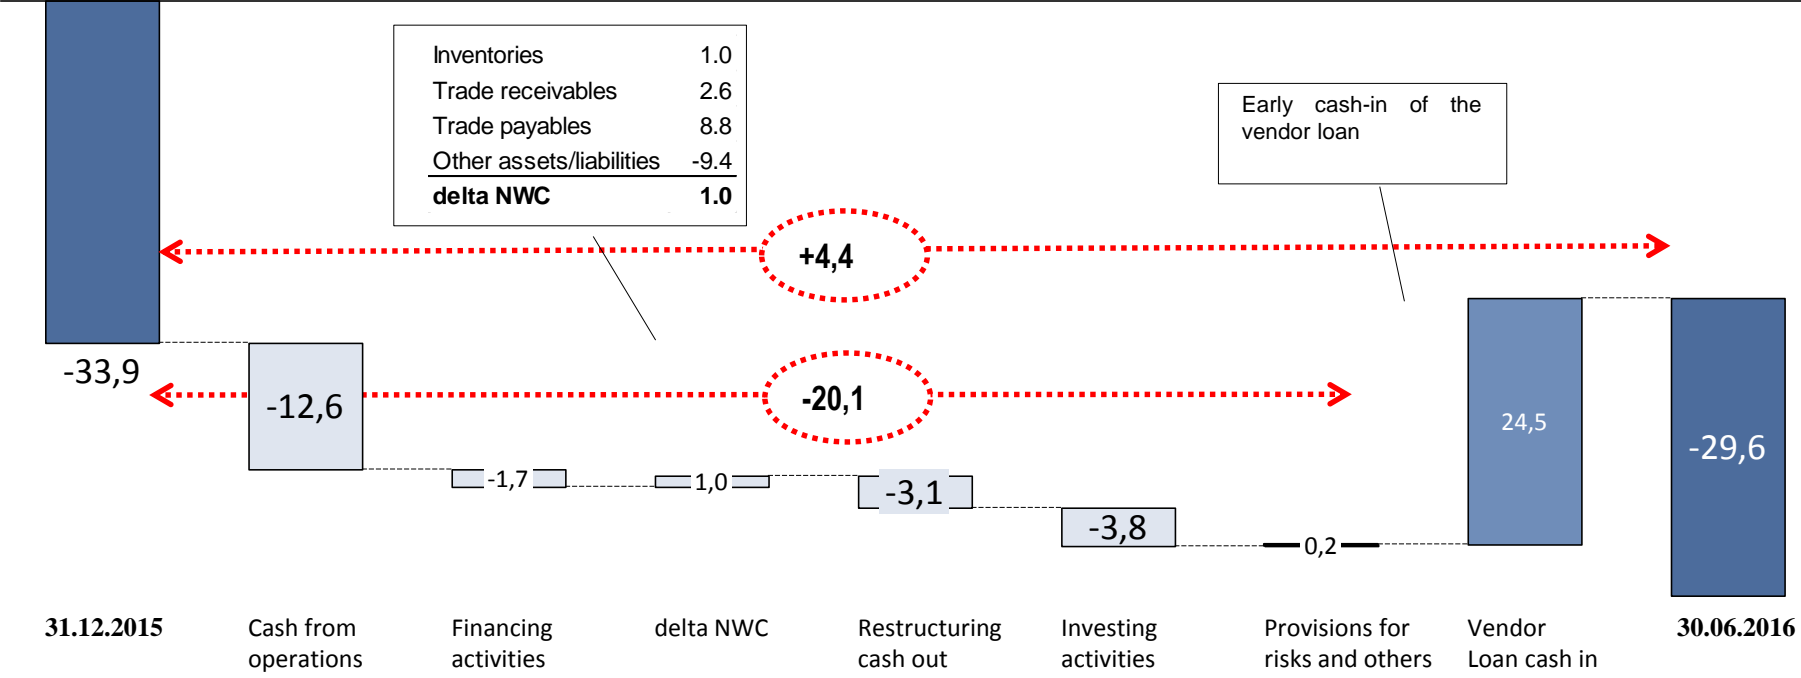 Inventories 1.0
Trade receivables 2.6
Trade payables 8.8
Other assets/liabilities -9.4
delta NWC 1.0
Early cash-in of the
vendor loan
+4,4
-33,9
-12,6
-20,1
24,5
-29,6
-1,7
1,0
-3,1
-3,8
0,2
31.12.2015
Cash from
operations
Financing
activities
delta NWC
Restructuring
cash out
Investing
activities
Provisions for
risks and others
Vendor
Loan cash in
30.06.2016